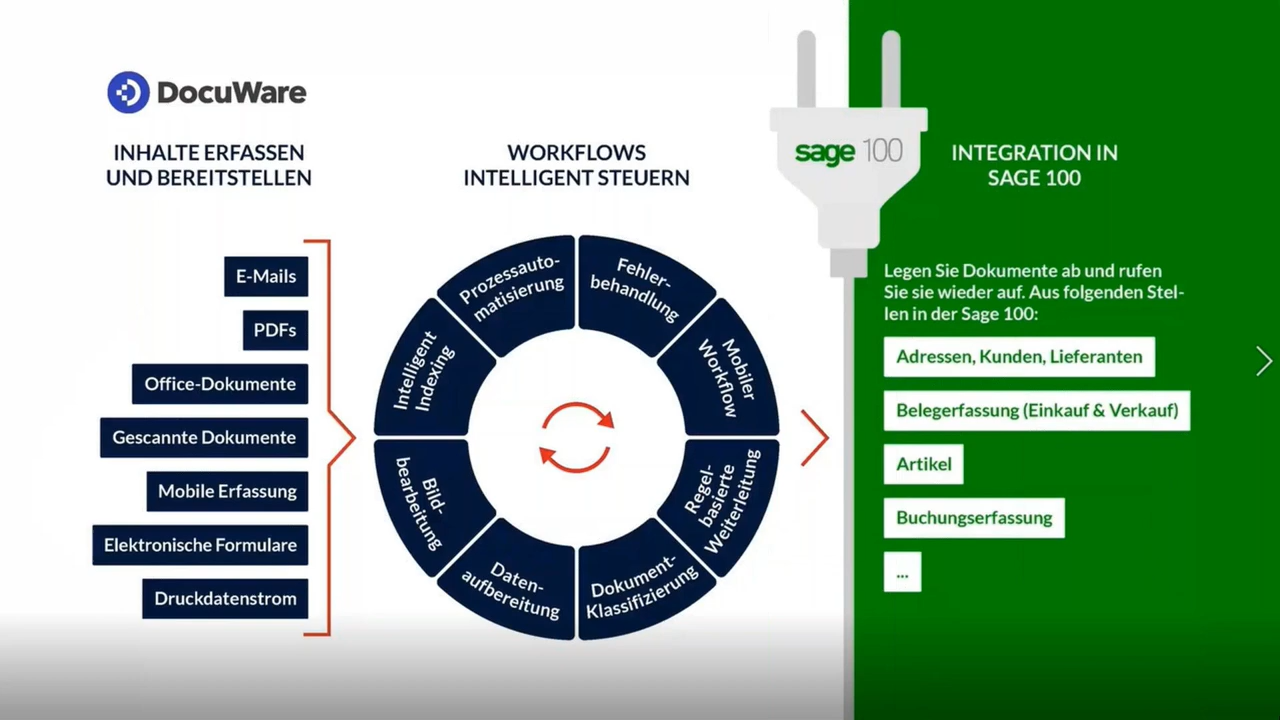 DocuWare
INHALTE ERFASSEN
UND BEREITSTELLEN
E-Mails
PDFs
Office-Dokumente
Gescannte Dokumente
Mobile Erfassung
Elektronische Formulare
Druckdatenstrom
WORKFLOWS
INTELLIGENT STEUERN
Prozessauto-
matisierung
Fehler-
behandlung
Mobiler
Workflow
Regel-
basierte
Weiterleitung
Dokument-
Klassifizierung
Daten-
aufbereitung
Bild-
bearbeitung
Intelligent
Indexing
sage 100
INTEGRATION IN
SAGE 100
Legen Sie Dokumente ab und rufen
Sie sie wieder auf. Aus folgenden Stel-
len in der Sage 100:
Adressen, Kunden, Lieferanten
Belegerfassung (Einkauf & Verkauf)
Artikel
Buchungserfassung
...